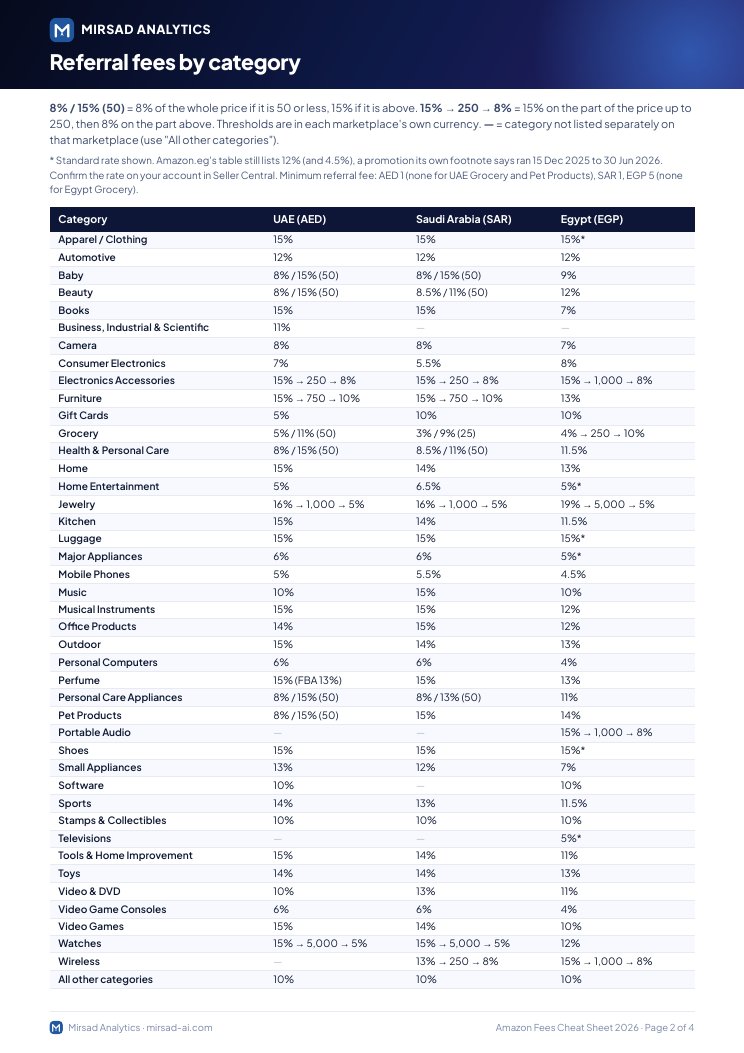 MIRSAD ANALYTICS
Referral fees by category
8% / 15% (50) = 8% of the whole price if it is 50 or less, 15% if it is above. 15% → 250 → 8% = 15% on the part of the price up to
250, then 8% on the part above. Thresholds are in each marketplace's own currency. — = category not listed separately on
that marketplace (use "All other categories").
* Standard rate shown. Amazon.eg's table still lists 12% (and 4.5%), a promotion its own footnote says ran 15 Dec 2025 to 30 Jun 2026.
Confirm the rate on your account in Seller Central. Minimum referral fee: AED 1 (none for UAE Grocery and Pet Products), SAR 1, EGP 5 (none
for Egypt Grocery).
Category UAE (AED) Saudi Arabia (SAR) Egypt (EGP)
Apparel / Clothing 15% 15% 15%*
Automotive 12% 12% 12%
Baby 8% / 15% (50) 8% / 15% (50) 9%
Beauty 8% / 15% (50) 8.5% / 11% (50) 12%
Books 15% 15% 7%
Business, Industrial & Scientific 11% — —
Camera 8% 8% 7%
Consumer Electronics 7% 5.5% 8%
Electronics Accessories 15% → 250 → 8% 15% → 250 → 8% 15% → 1,000 → 8%
Furniture 15% → 750 → 10% 15% → 750 → 10% 13%
Gift Cards 5% 10% 10%
Grocery 5% / 11% (50) 3% / 9% (25) 4% → 250 → 10%
Health & Personal Care 8% / 15% (50) 8.5% / 11% (50) 11.5%
Home 15% 14% 13%
Home Entertainment 5% 6.5% 5%*
Jewelry 16% → 1,000 → 5% 16% → 1,000 → 5% 19% → 5,000 → 5%
Kitchen 15% 14% 11.5%
Luggage 15% 15% 15%*
Major Appliances 6% 6% 5%*
Mobile Phones 5% 5.5% 4.5%
Music 10% 15% 10%
Musical Instruments 15% 15% 12%
Office Products 14% 15% 12%
Outdoor 15% 14% 13%
Personal Computers 6% 6% 4%
Perfume 15% (FBA 13%) 15% 13%
Personal Care Appliances 8% / 15% (50) 8% / 13% (50) 11%
Pet Products 8% / 15% (50) 15% 14%
Portable Audio — — 15% → 1,000 → 8%
Shoes 15% 15% 15%*
Small Appliances 13% 12% 7%
Software 10% — 10%
Sports 14% 13% 11.5%
Stamps & Collectibles 10% 10% 10%
Televisions — — 5%*
Tools & Home Improvement 15% 14% 11%
Toys 14% 14% 13%
Video & DVD 10% 13% 11%
Video Game Consoles 6% 6% 4%
Video Games 15% 14% 10%
Watches 15% → 5,000 → 5% 15% → 5,000 → 5% 12%
Wireless — 13% → 250 → 8% 15% → 1,000 → 8%
All other categories 10% 10% 10%
Mirsad Analytics · mirsad-ai.com Amazon Fees Cheat Sheet 2026 · Page 2 of 4